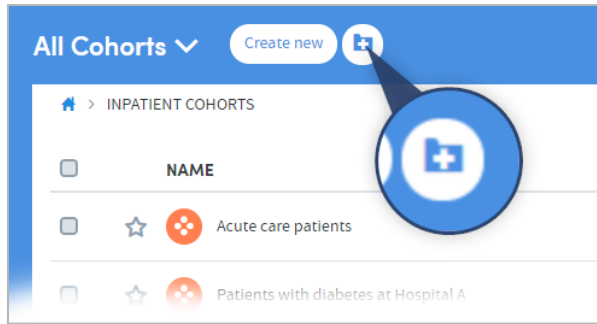 All Cohorts
Create new
INPATIENT COHORTS
NAME
Acute care patients
Patients with diabetes at Hospital A